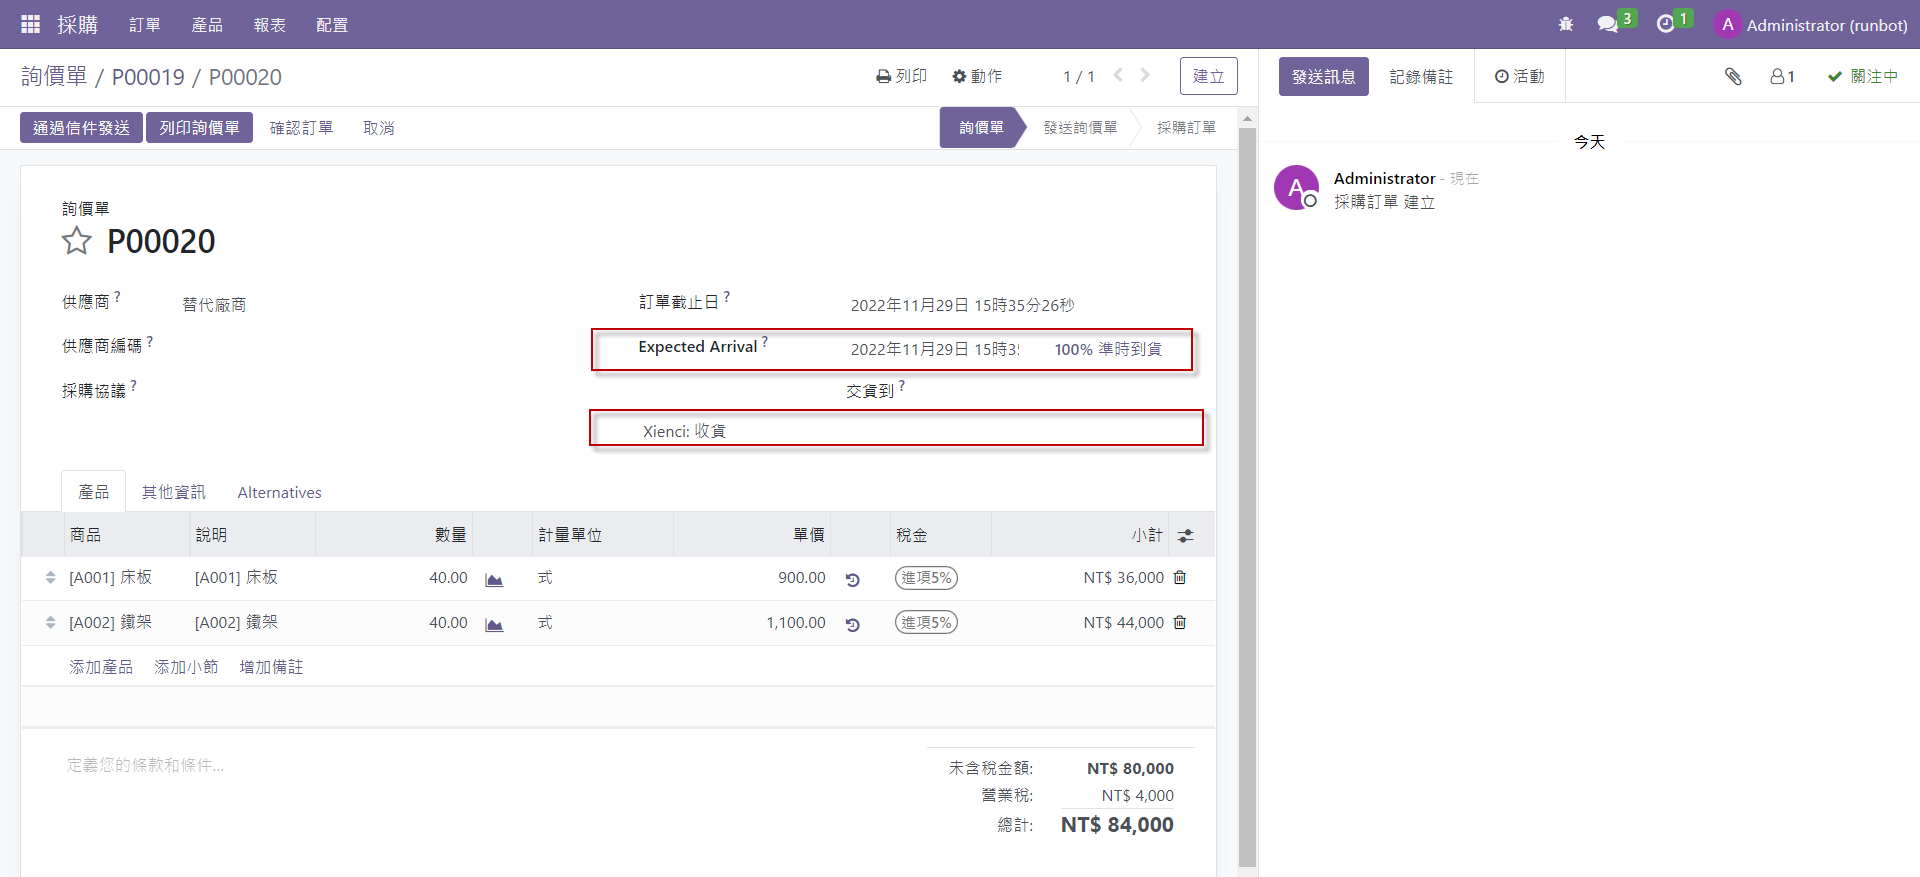 採購 訂單 產品 報表 配置 3 1 A Administrator (runbot)
詢價單 / P00019 / P00020 列印 動作 1 / 1 建立 發送訊息 記錄備註 活動 1 關注中
通過信件發送 列印詢價單 確認訂單 取消 詢價單 發送詢價單 採購訂單
今天
A Administrator - 現在
採購訂單 建立
詢價單
P00020
供應商 ? 替代廠商 訂單截止日 ? 2022年11月29日 15時35分26秒
供應商編碼 ? Expected Arrival ? 2022年11月29日 15時3 100% 準時到貨
採購協議 ? 交貨到 ?
Xienci: 收貨
產品 其他資訊 Alternatives
商品 說明 數量 計量單位 單價 稅金 小計
[A001] 床板 [A001] 床板 40.00 式 900.00 進項5% NT$ 36,000
[A002] 鐵架 [A002] 鐵架 40.00 式 1,100.00 進項5% NT$ 44,000
添加產品 添加小節 增加備註
定義您的條款和條件...
未含稅金額: NT$ 80,000
營業稅: NT$ 4,000
總計: NT$ 84,000